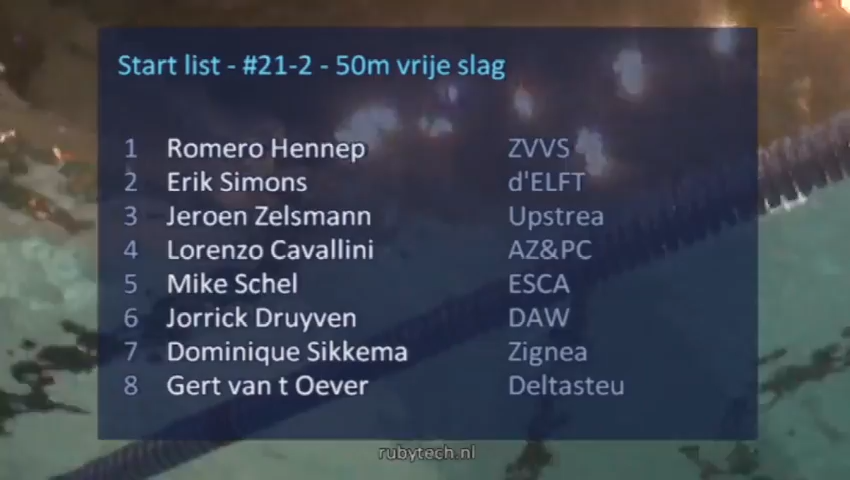 Start list - #21-2 - 50m vrije slag
1 Romero Hennep ZVVS
2 Erik Simons d'ELFT
3 Jeroen Zelsmann Upstrea
4 Lorenzo Cavallini AZ&PC
5 Mike Schel ESCA
6 Jorrick Druyven DAW
7 Dominique Sikkema Zignea
8 Gert van t Oever Deltasteu
rubytech.nl